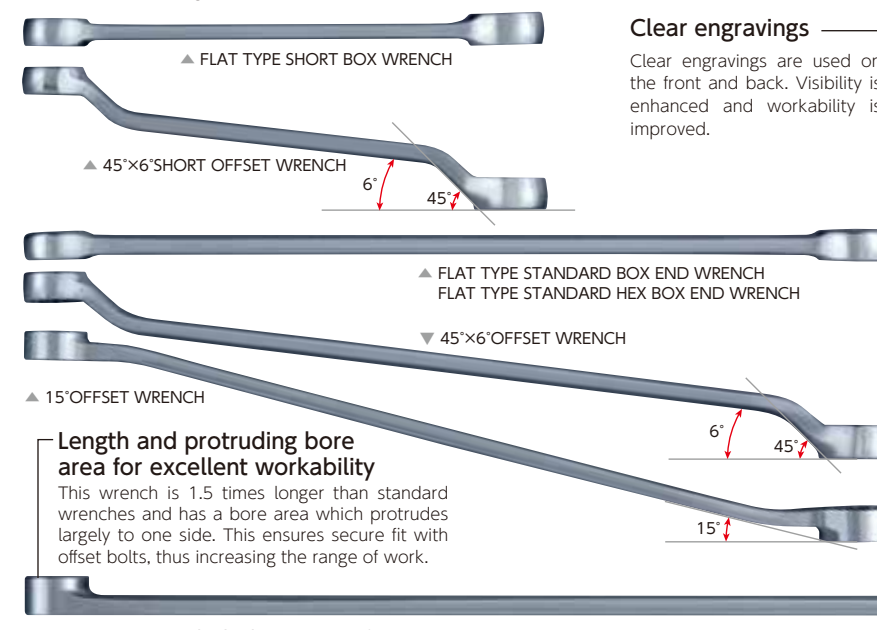 Clear engravings
▲ FLAT TYPE SHORT BOX WRENCH
Clear engravings are used on
the front and back. Visibility is
enhanced and workability is
improved.
▲ 45°×6°SHORT OFFSET WRENCH
6°
45°
▲ FLAT TYPE STANDARD BOX END WRENCH
FLAT TYPE STANDARD HEX BOX END WRENCH
▼ 45°×6°OFFSET WRENCH
▲ 15°OFFSET WRENCH
6°
45°
Length and protruding bore
area for excellent workability
This wrench is 1.5 times longer than standard
wrenches and has a bore area which protrudes
largely to one side. This ensures secure fit with
offset bolts, thus increasing the range of work.
15°